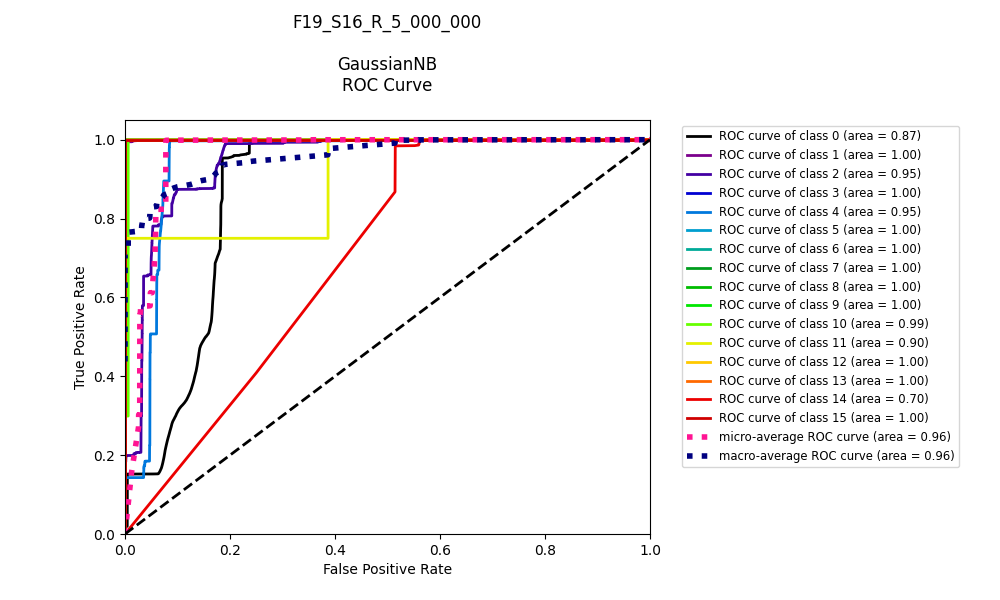 F19_S16_R_5_000_000
GaussianNB
ROC Curve
True Positive Rate
1.0
0.8
0.6
0.4
0.2
0.0
0.0 0.2 0.4 0.6 0.8 1.0
False Positive Rate
ROC curve of class 0 (area = 0.87)
ROC curve of class 1 (area = 1.00)
ROC curve of class 2 (area = 0.95)
ROC curve of class 3 (area = 1.00)
ROC curve of class 4 (area = 0.95)
ROC curve of class 5 (area = 1.00)
ROC curve of class 6 (area = 1.00)
ROC curve of class 7 (area = 1.00)
ROC curve of class 8 (area = 1.00)
ROC curve of class 9 (area = 1.00)
ROC curve of class 10 (area = 0.99)
ROC curve of class 11 (area = 0.90)
ROC curve of class 12 (area = 1.00)
ROC curve of class 13 (area = 1.00)
ROC curve of class 14 (area = 0.70)
ROC curve of class 15 (area = 1.00)
micro-average ROC curve (area = 0.96)
macro-average ROC curve (area = 0.96)